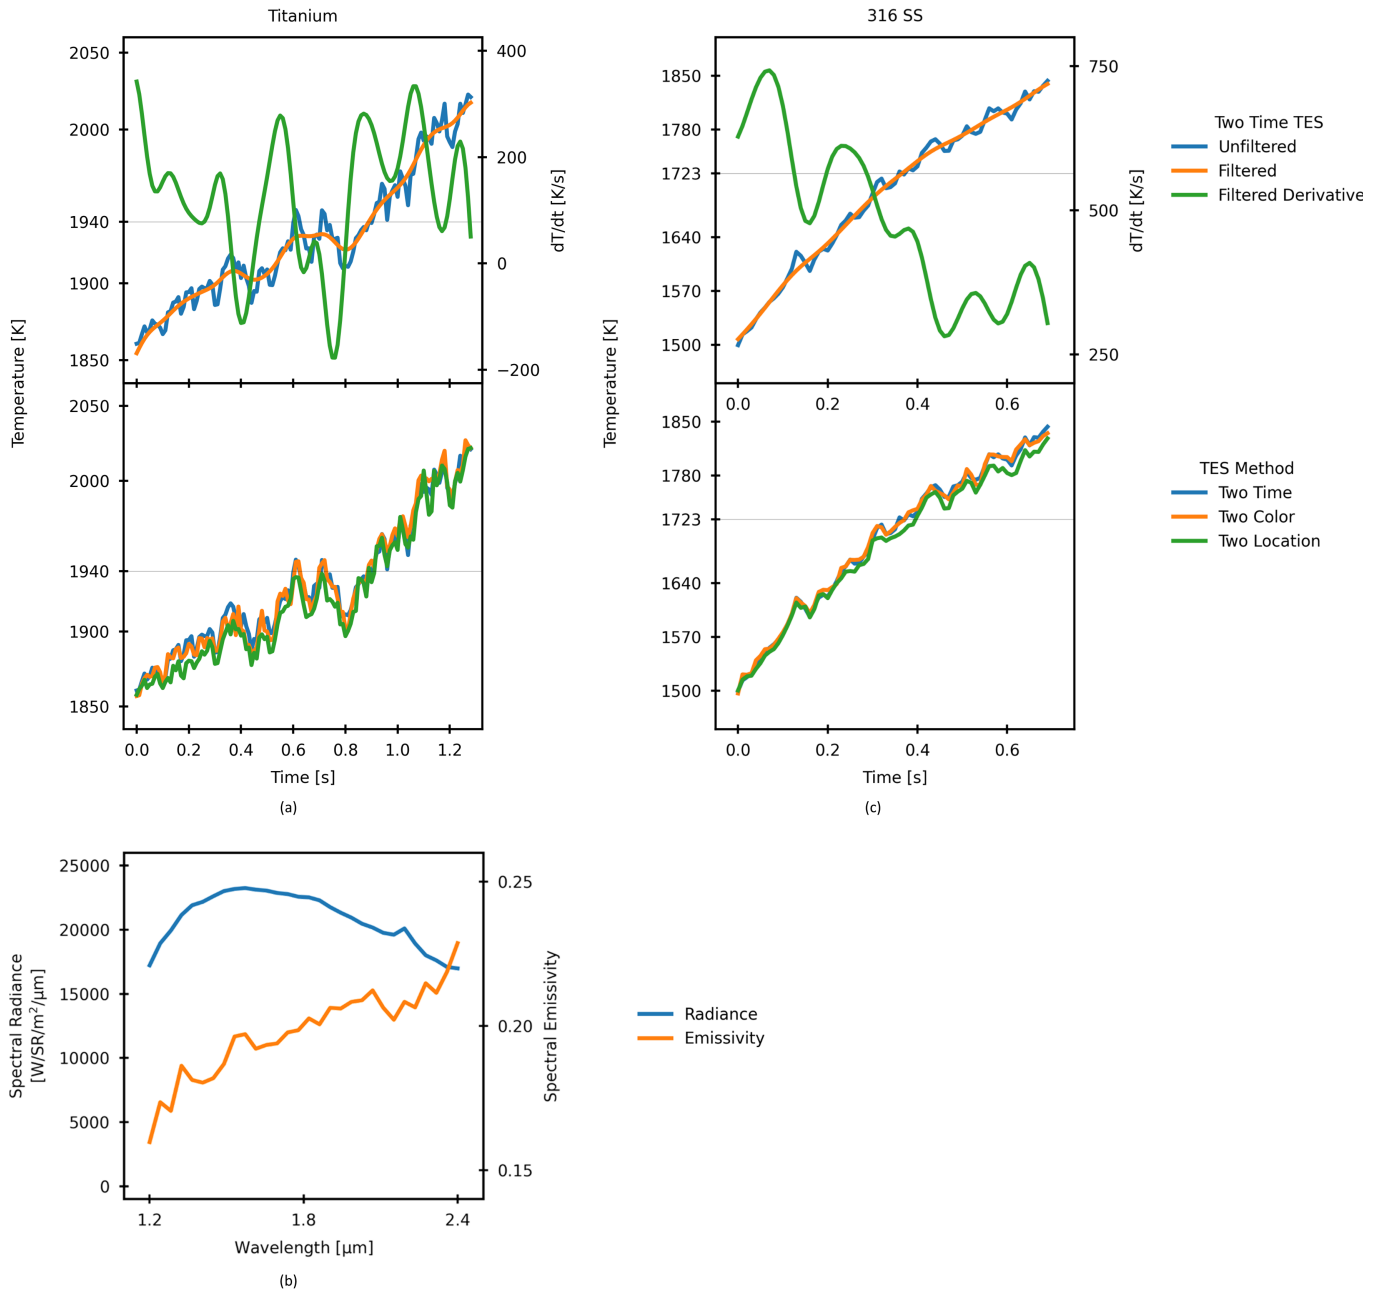 Titanium
2050
2000
1940
1900
1850
400
200
0
−200
dT/dt [K/s]
Temperature [K]
2050
2000
1940
1900
1850
0.0 0.2 0.4 0.6 0.8 1.0 1.2
Time [s]
(a)
316 SS
1850
1780
1723
1640
1570
1500
750
500
250
dT/dt [K/s]
Temperature [K]
0.0 0.2 0.4 0.6
1850
1780
1723
1640
1570
1500
0.0 0.2 0.4 0.6
Time [s]
(c)
Two Time TES
Unfiltered
Filtered
Filtered Derivative
TES Method
Two Time
Two Color
Two Location
25000
20000
15000
10000
5000
0
Spectral Radiance
[W/SR/m²/µm]
0.25
0.20
0.15
Spectral Emissivity
1.2 1.8 2.4
Wavelength [µm]
(b)
Radiance
Emissivity